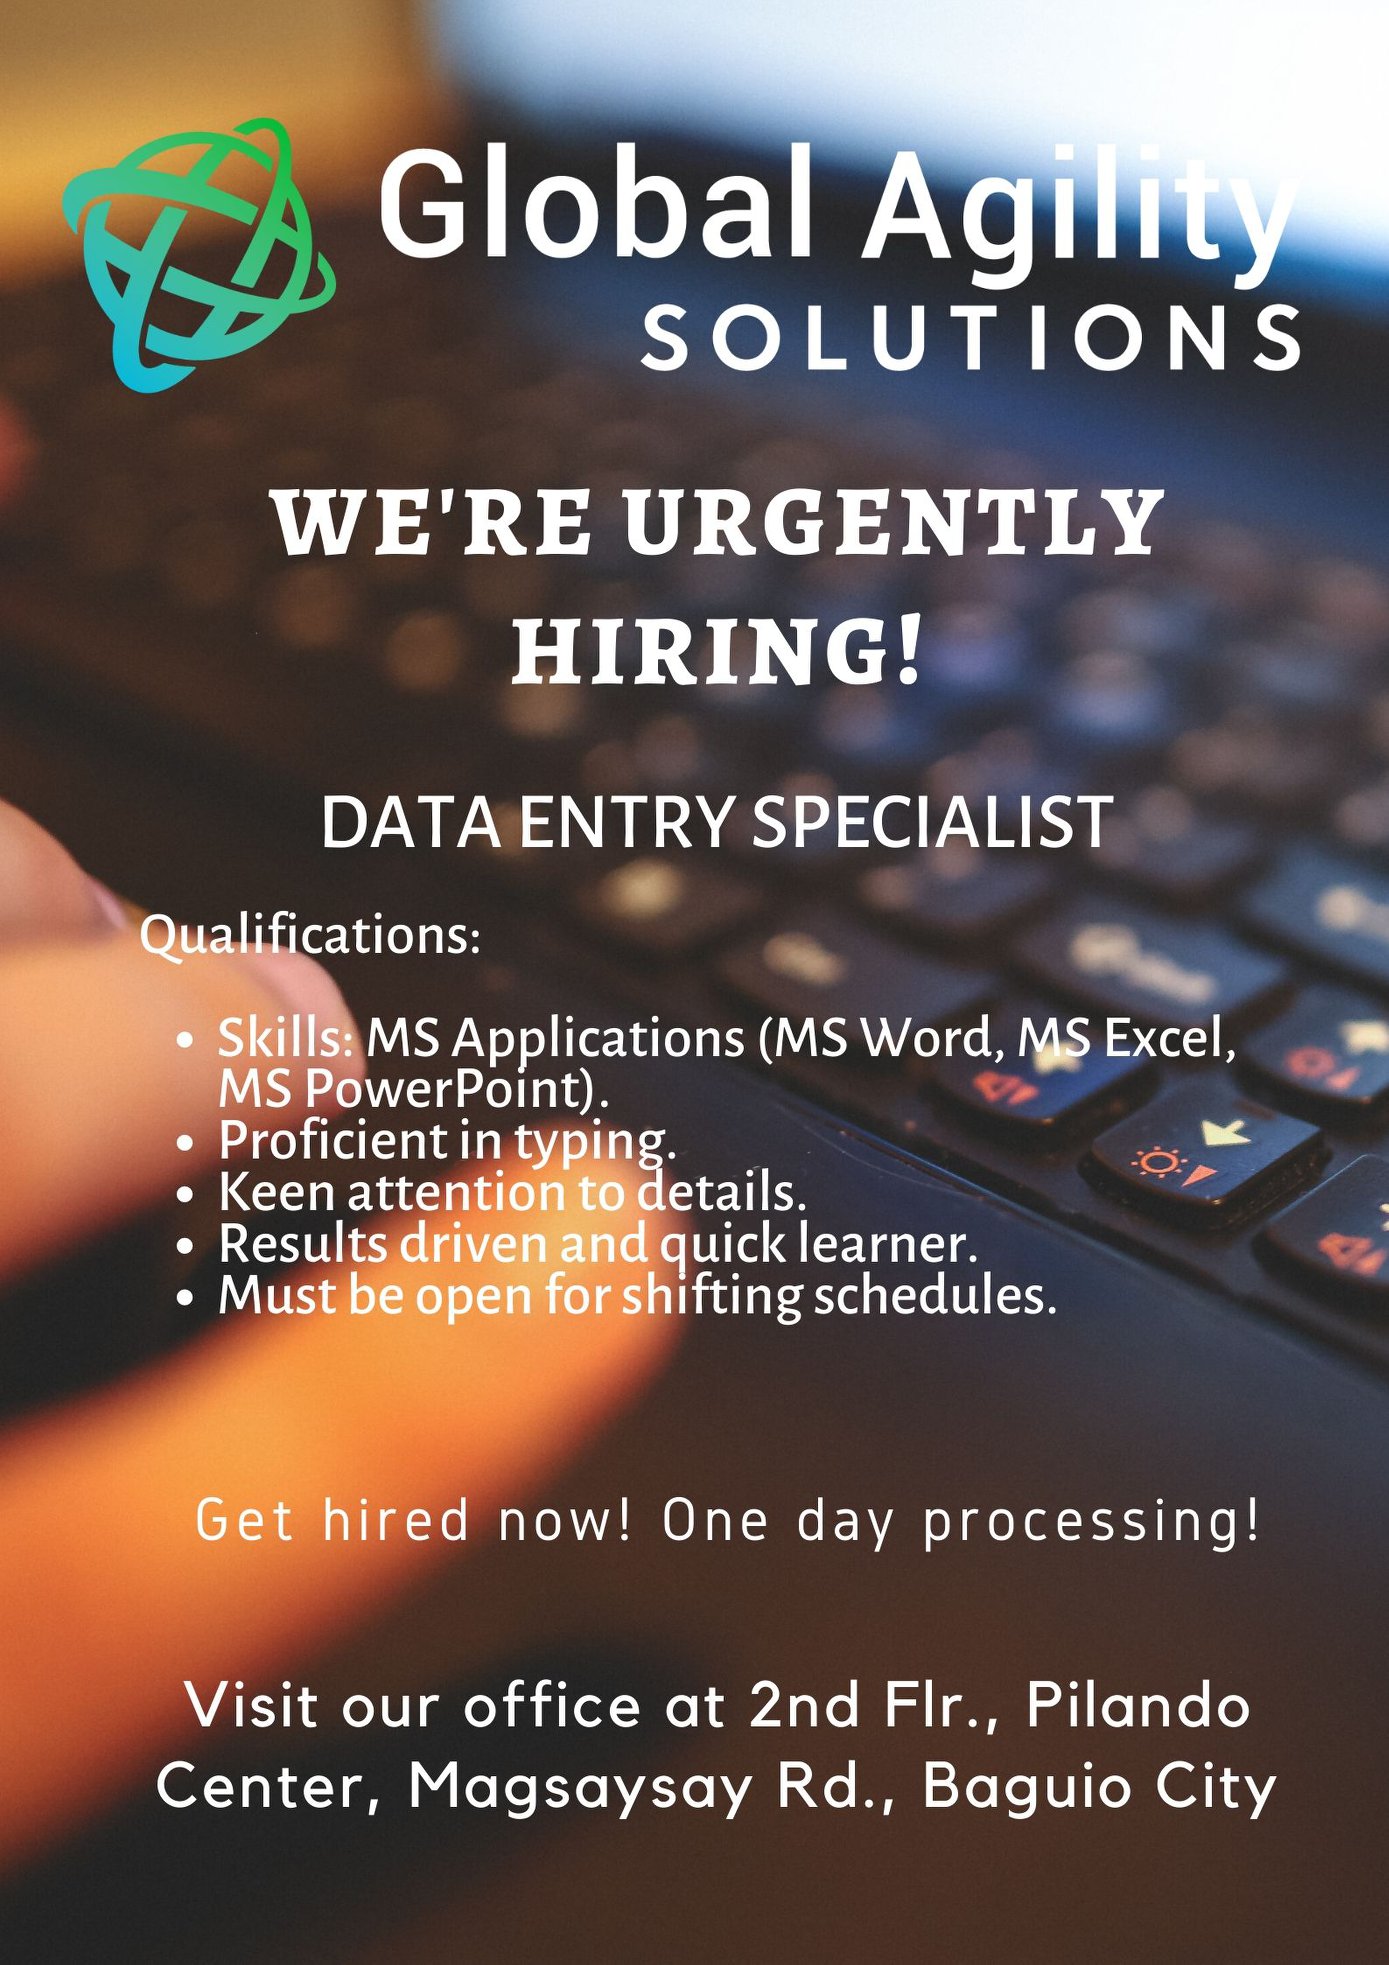 Global Agility
SOLUTIONS
WE'RE URGENTLY
HIRING!
DATA ENTRY SPECIALIST
Qualifications:
• Skills: MS Applications (MS Word, MS Excel,
MS PowerPoint).
• Proficient in typing.
• Keen attention to details.
• Results driven and quick learner.
• Must be open for shifting schedules.
Get hired now! One day processing!
Visit our office at 2nd Flr., Pilando
Center, Magsaysay Rd., Baguio City